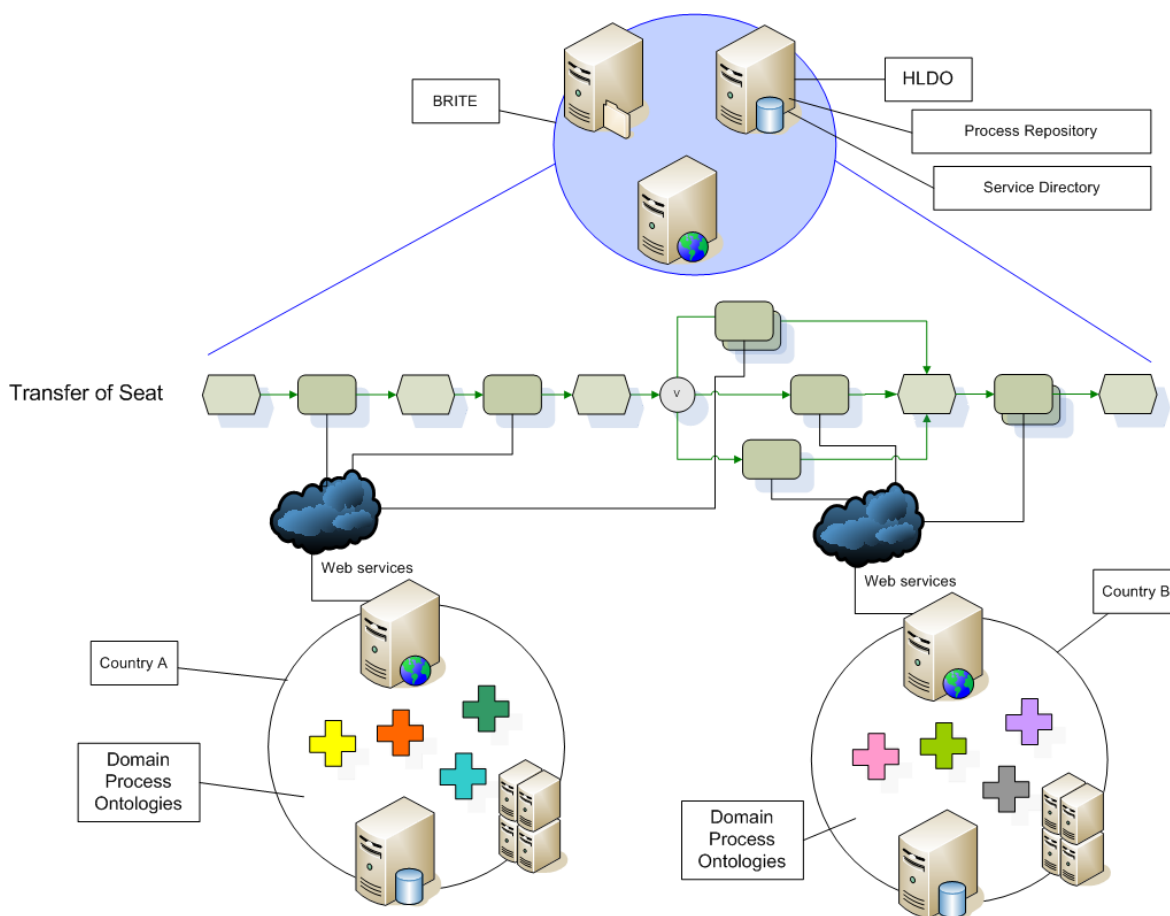 HLDO
BRITE
Process Repository
Service Directory
Transfer of Seat
v
Web services
Web services
Country B
Country A
Domain
Process
Ontologies
Domain
Process
Ontologies